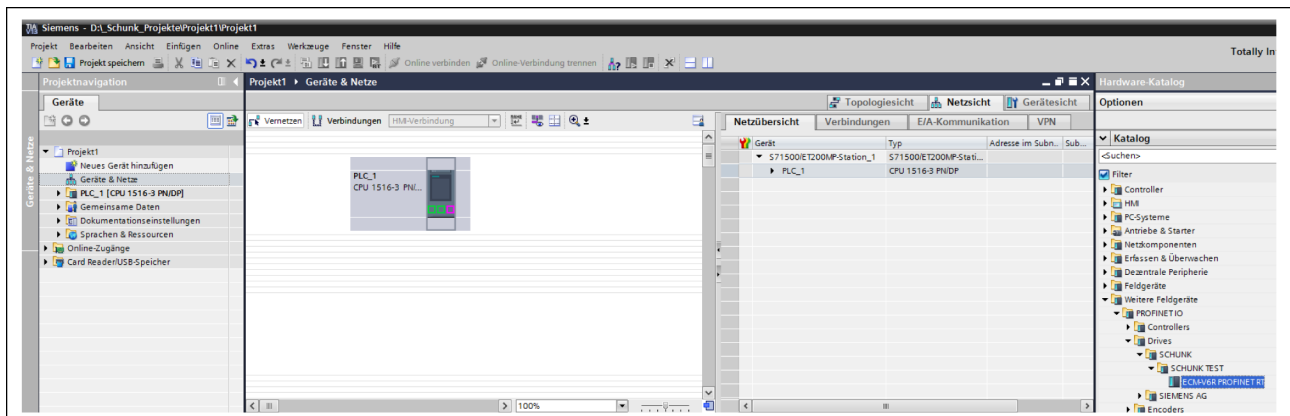 Siemens - D:\_Schunk_Projekte\Projekt1\Projekt1
Projekt Bearbeiten Ansicht Einfügen Online Extras Werkzeuge Fenster Hilfe
Totally In
Projekt speichern Online verbinden Online-Verbindung trennen
Projektnavigation
Projekt1 Geräte & Netze
Hardware-Katalog
Geräte
Topologiesicht Netzsicht Gerätesicht
Optionen
Vernetzen Verbindungen HMI-Verbindung
Netzübersicht Verbindungen E/A-Kommunikation VPN
Geräte & Netze
Katalog
Gerät Typ Adresse im Subn.. Sub...
<Suchen>
Projekt1
Neues Gerät hinzufügen
Geräte & Netze
PLC_1 [CPU 1516-3 PN/DP]
Gemeinsame Daten
Dokumentationseinstellungen
Sprachen & Ressourcen
Online-Zugänge
Card Reader/USB-Speicher
PLC_1
CPU 1516-3 PN/...
S71500/ET200MP-Station_1 S71500/ET200MP-Stati...
PLC_1 CPU 1516-3 PN/DP
Filter
Controller
HMI
PC-Systeme
Antriebe & Starter
Netzkomponenten
Erfassen & Überwachen
Dezentrale Peripherie
Feldgeräte
Weitere Feldgeräte
PROFINET IO
Controllers
Drives
SCHUNK
SCHUNK TEST
ECM-V6R PROFINET RT
SIEMENS AG
Encoders
100%